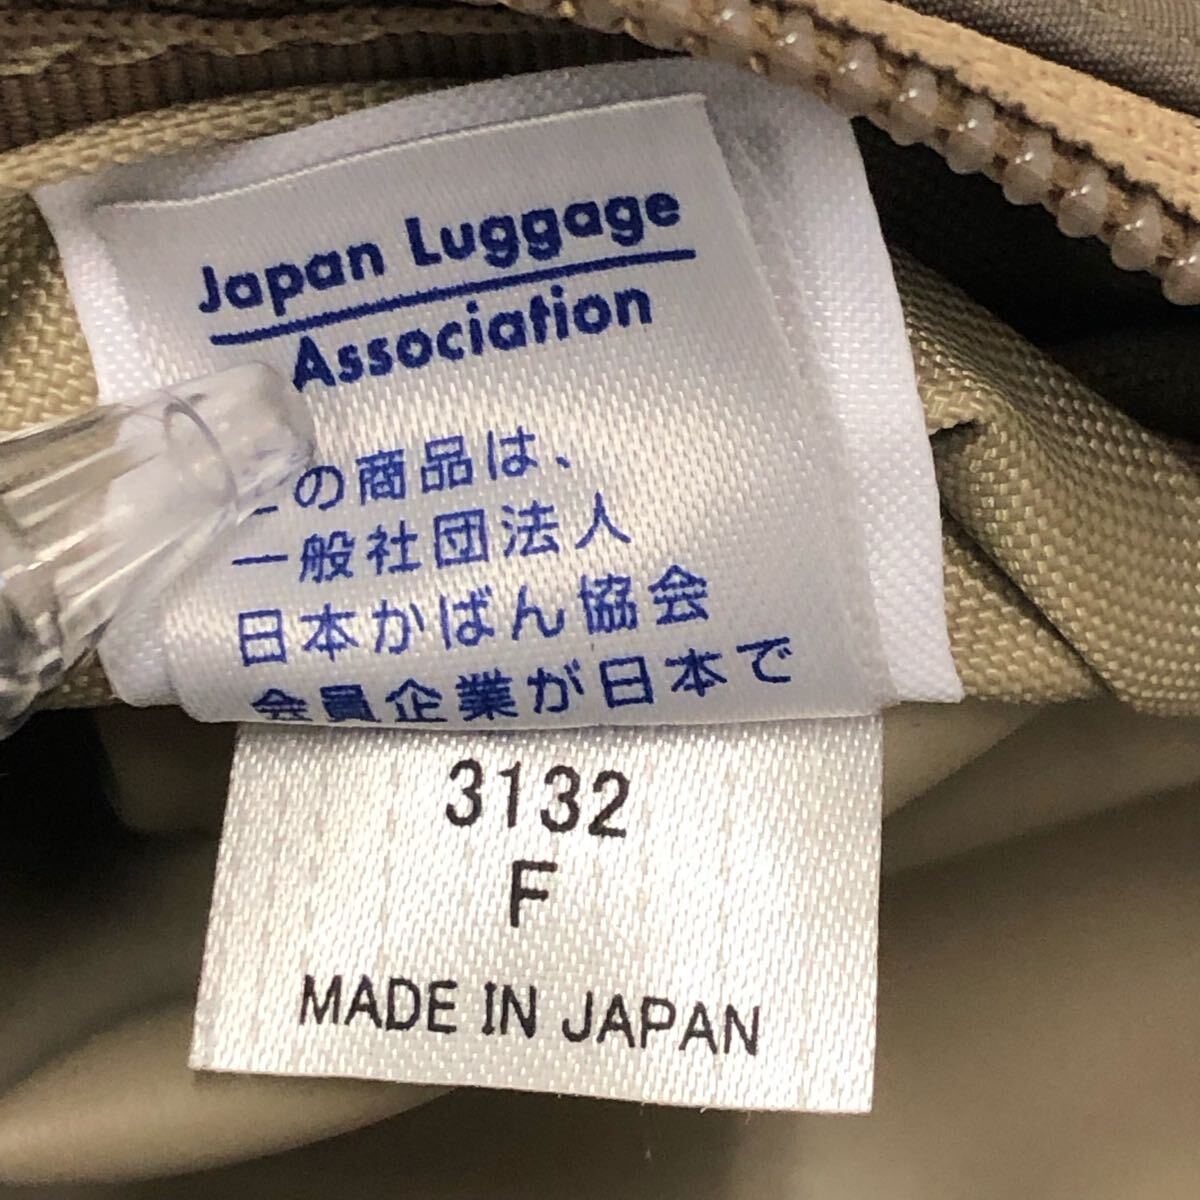 Japan Luggage
Association
この商品は、
一般社団法人
日本かばん協会
会員企業が日本で
3132
F
MADE IN JAPAN